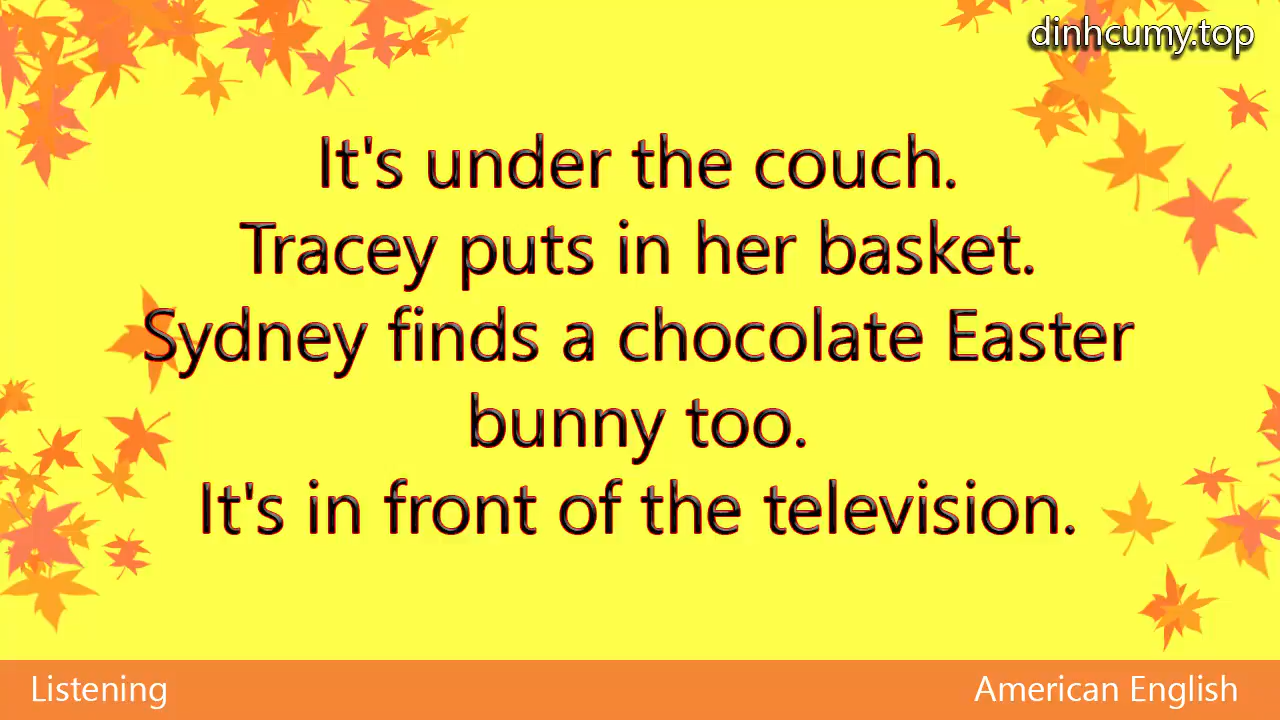 dinhcumy.top
It's under the couch.
Tracey puts in her basket.
Sydney finds a chocolate Easter
bunny too.
It's in front of the television.
Listening
American English